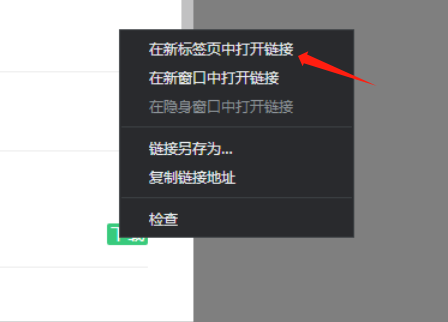 在新标签页中打开链接
在新窗口中打开链接
在隐身窗口中打开链接
链接另存为...
复制链接地址
检查
下载